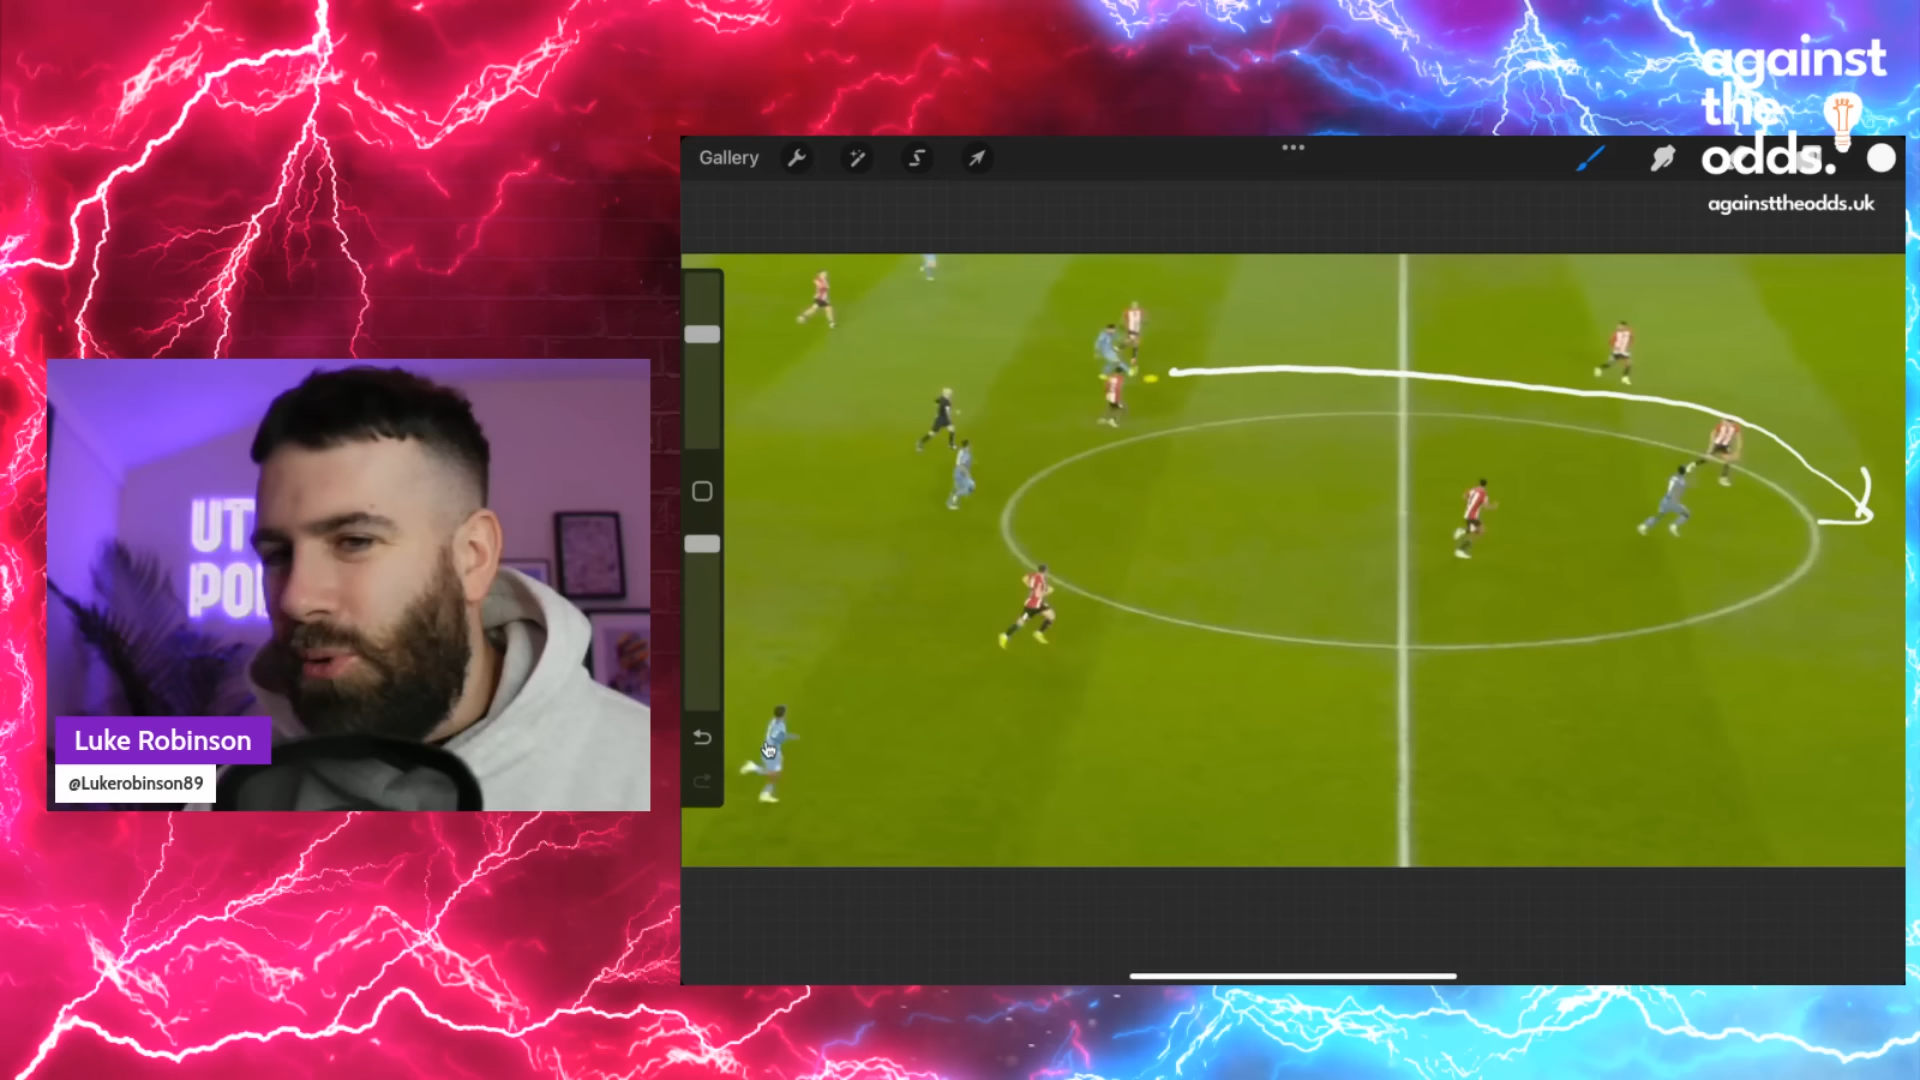 against
the
odds.
againsttheodds.uk
Gallery
UT
PO
Luke Robinson
@Lukerobinson89